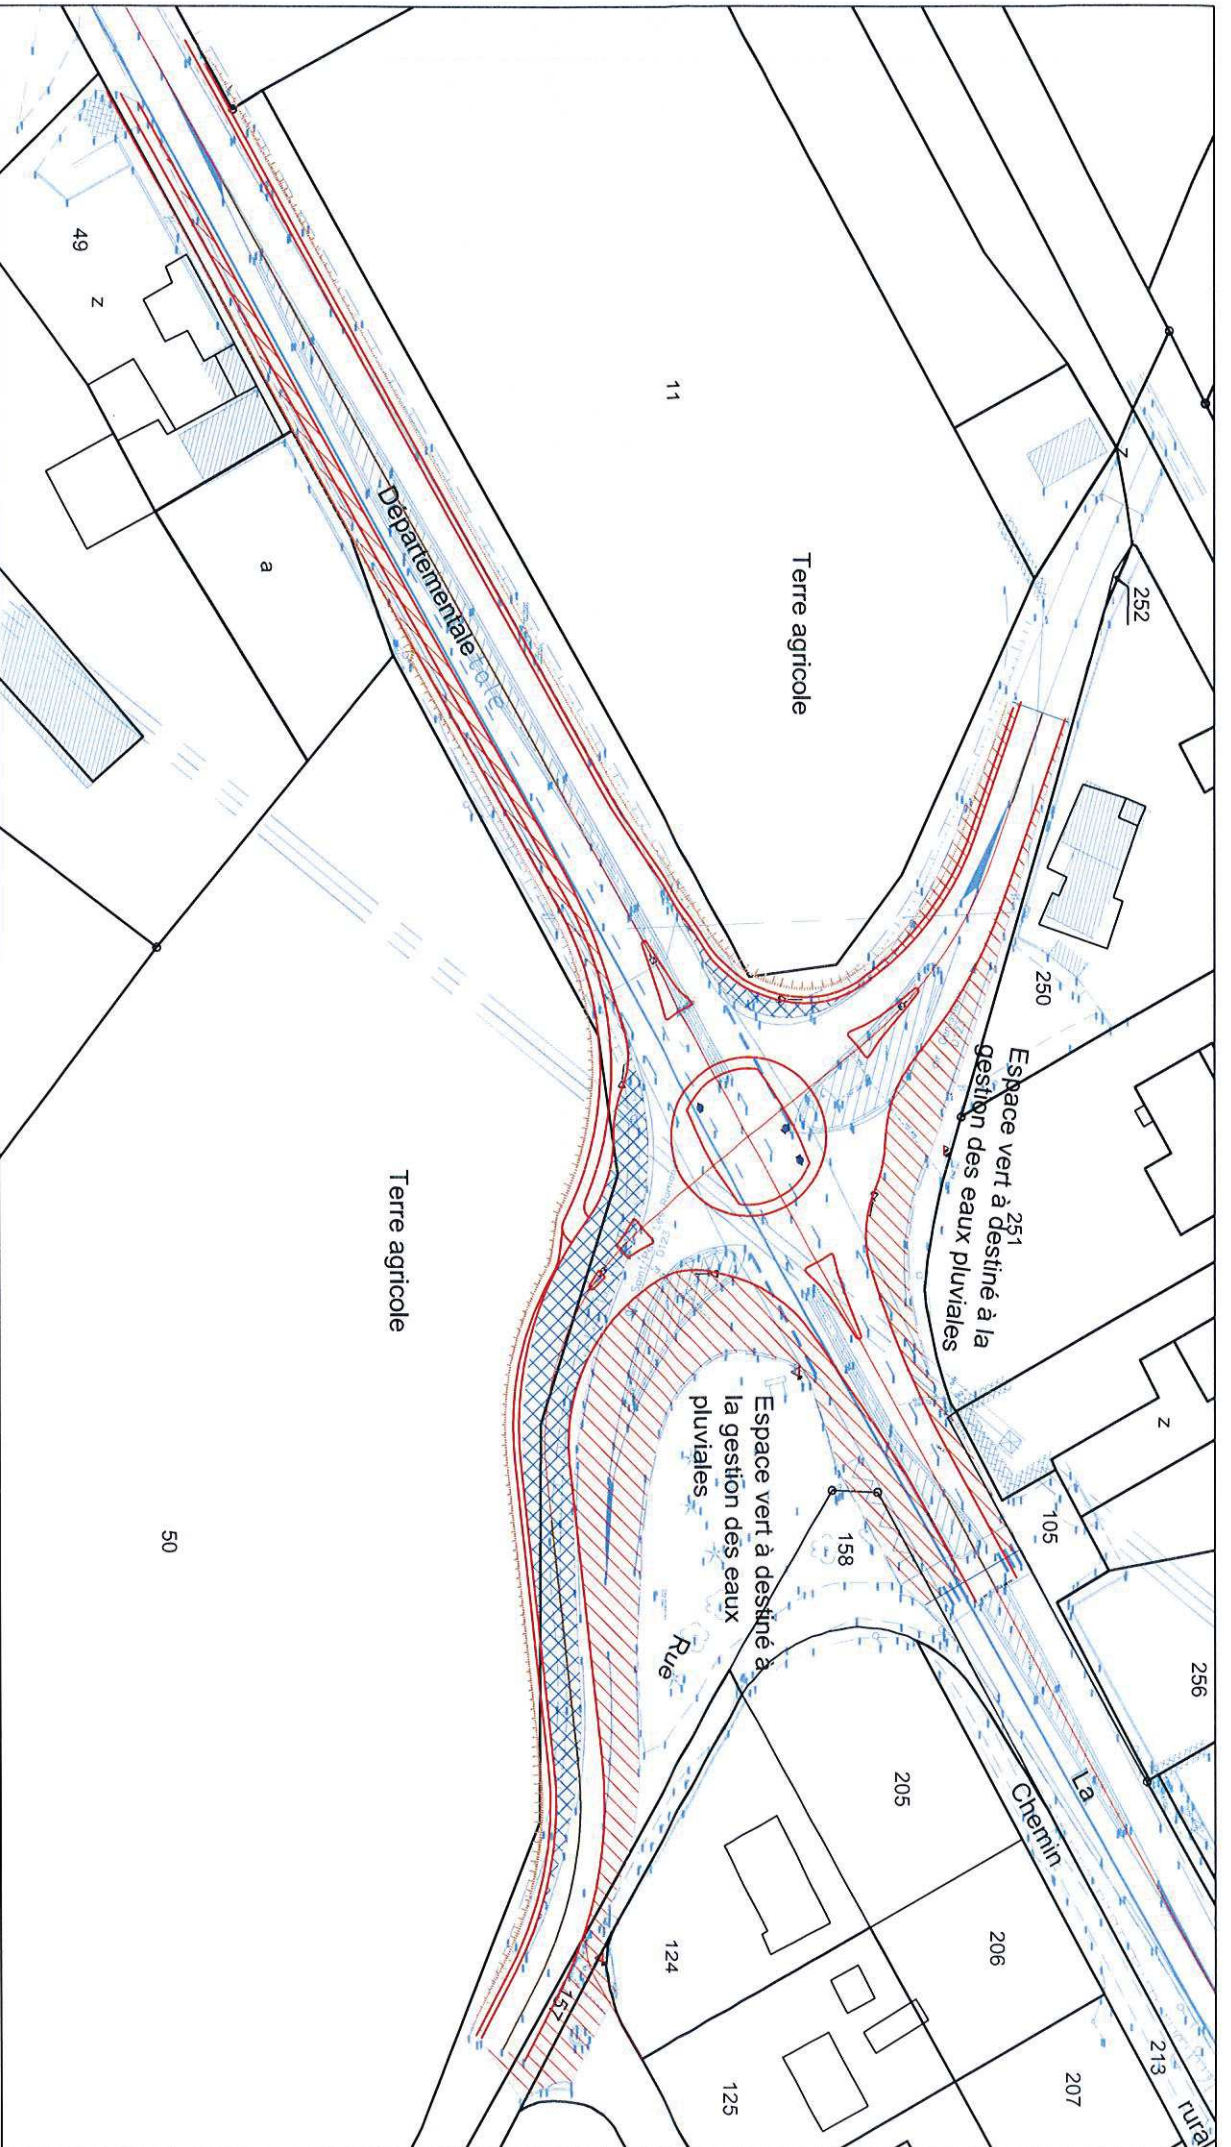 252
256
z
105
250
251
Espace vert à destiné à la
gestion des eaux pluviales
La
Chemin
rura
213
207
206
205
158
Espace vert à destiné à
la gestion des eaux
pluviales
Rue
124
125
157
11
Terre agricole
Départementale
49
z
a
Terre agricole
50